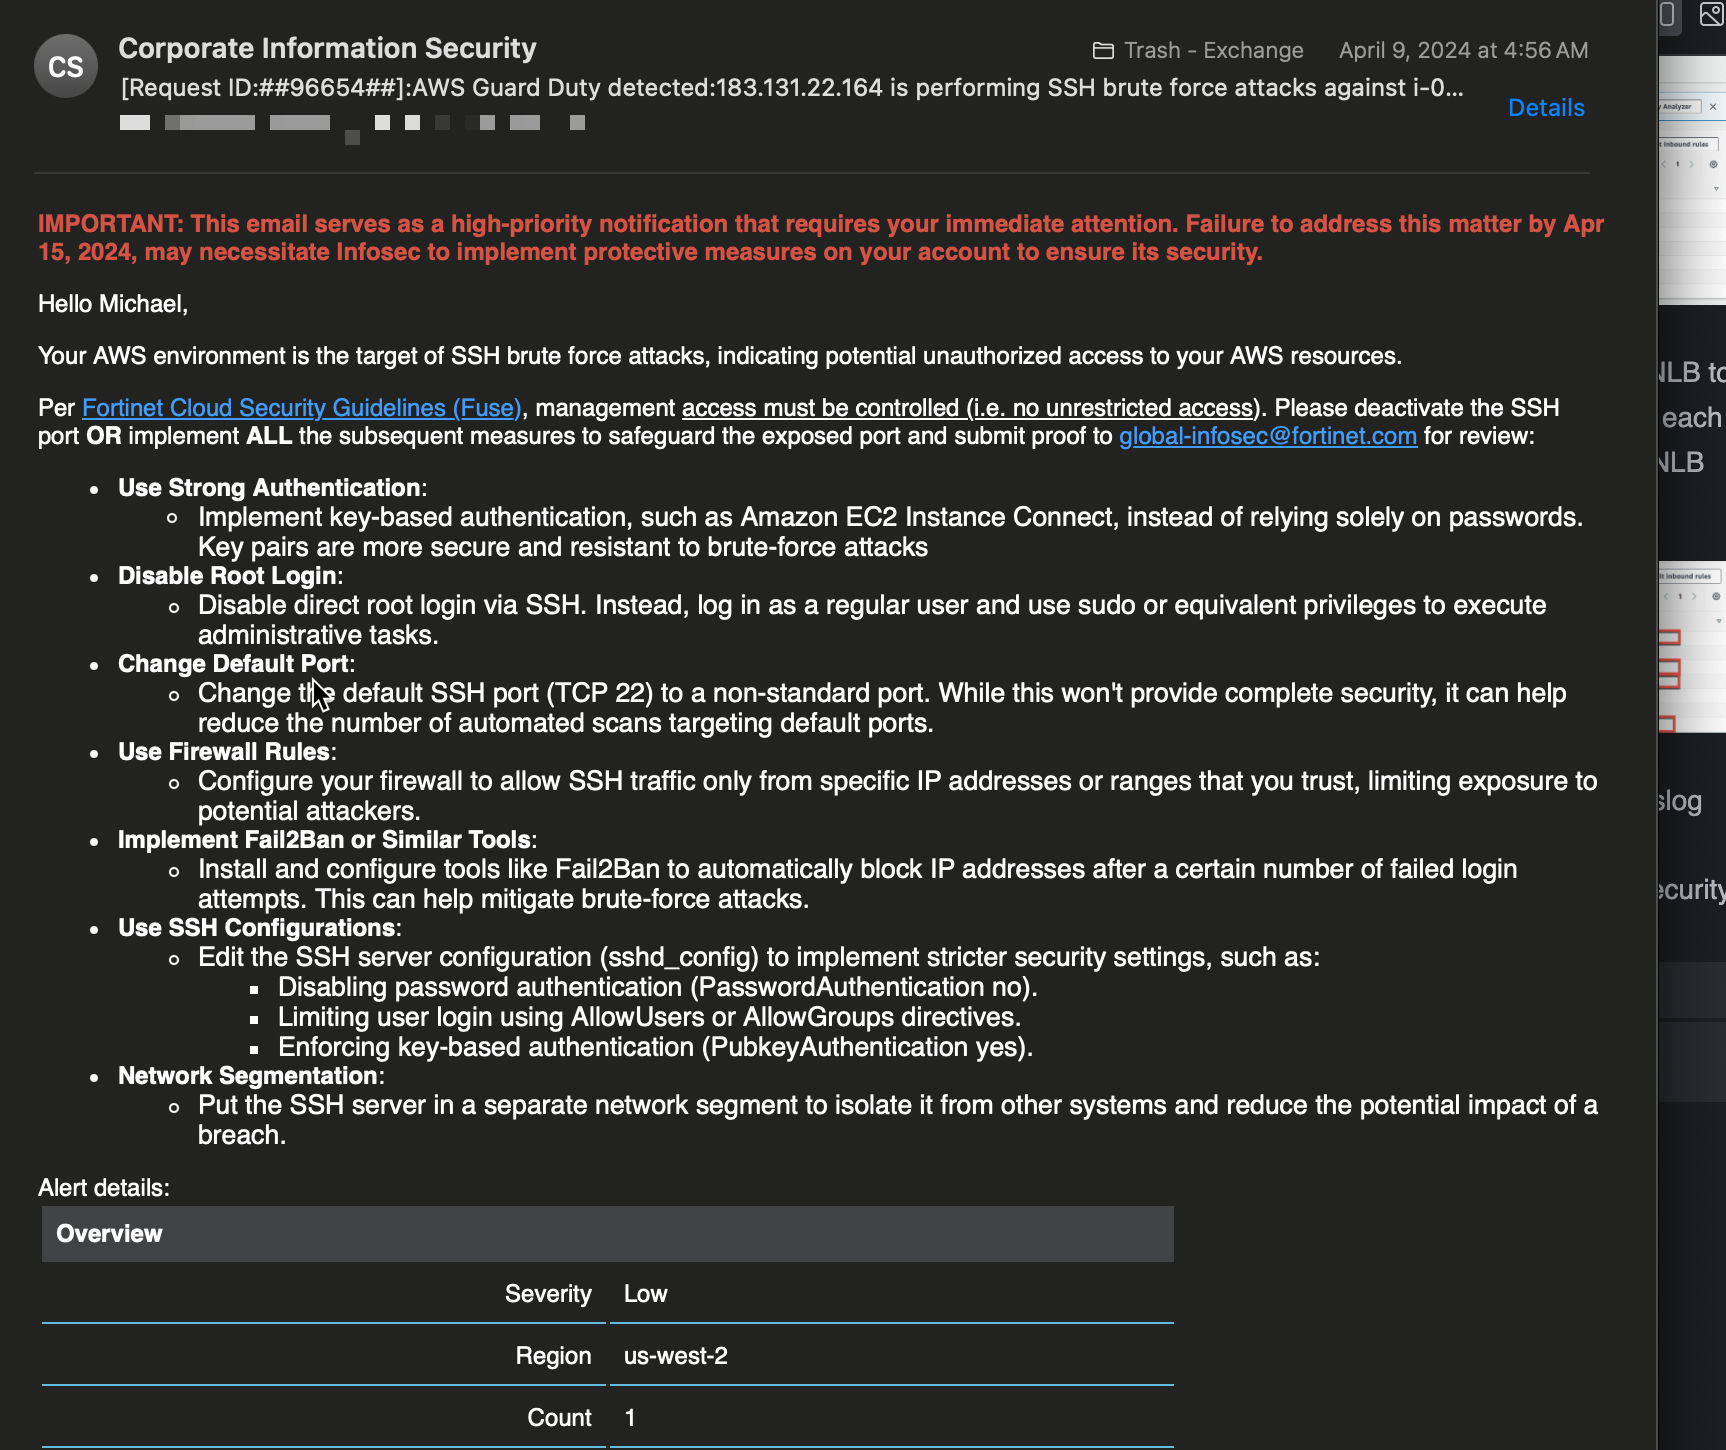 CS
Corporate Information Security
Trash - Exchange April 9, 2024 at 4:56 AM
[Request ID:##96654##]:AWS Guard Duty detected:183.131.22.164 is performing SSH brute force attacks against i-0...
Details
IMPORTANT: This email serves as a high-priority notification that requires your immediate attention. Failure to address this matter by Apr
15, 2024, may necessitate Infosec to implement protective measures on your account to ensure its security.
Hello Michael,
Your AWS environment is the target of SSH brute force attacks, indicating potential unauthorized access to your AWS resources.
Per Fortinet Cloud Security Guidelines (Fuse), management access must be controlled (i.e. no unrestricted access). Please deactivate the SSH
port OR implement ALL the subsequent measures to safeguard the exposed port and submit proof to global-infosec@fortinet.com for review:
• Use Strong Authentication:
Implement key-based authentication, such as Amazon EC2 Instance Connect, instead of relying solely on passwords.
Key pairs are more secure and resistant to brute-force attacks
• Disable Root Login:
Disable direct root login via SSH. Instead, log in as a regular user and use sudo or equivalent privileges to execute
administrative tasks.
• Change Default Port:
Change the default SSH port (TCP 22) to a non-standard port. While this won't provide complete security, it can help
reduce the number of automated scans targeting default ports.
• Use Firewall Rules:
Configure your firewall to allow SSH traffic only from specific IP addresses or ranges that you trust, limiting exposure to
potential attackers.
• Implement Fail2Ban or Similar Tools:
Install and configure tools like Fail2Ban to automatically block IP addresses after a certain number of failed login
attempts. This can help mitigate brute-force attacks.
• Use SSH Configurations:
Edit the SSH server configuration (sshd_config) to implement stricter security settings, such as:
Disabling password authentication (PasswordAuthentication no).
Limiting user login using AllowUsers or AllowGroups directives.
Enforcing key-based authentication (PubkeyAuthentication yes).
• Network Segmentation:
Put the SSH server in a separate network segment to isolate it from other systems and reduce the potential impact of a
breach.
Alert details:
Overview
Severity Low
Region us-west-2
Count 1
Analyzer
inbound rules
1
NLB to
each
NLB
inbound rules
1